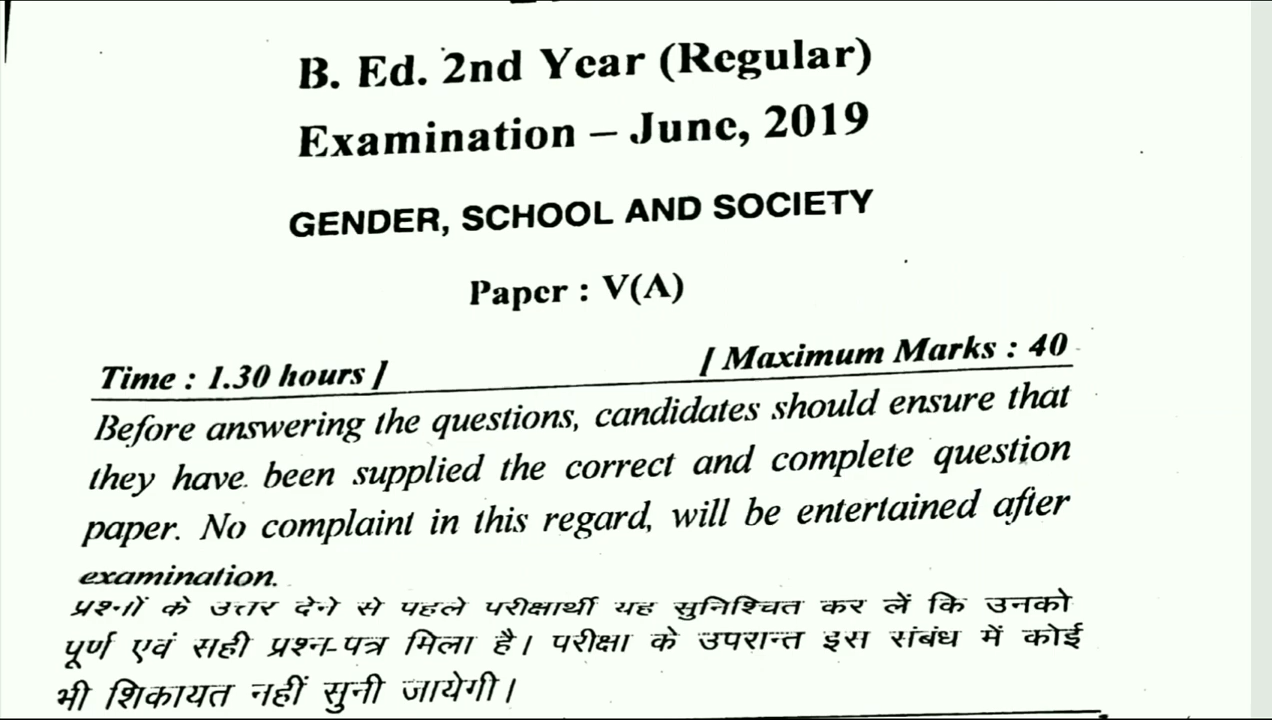 B. Ed. 2nd Year (Regular)
Examination – June, 2019
GENDER, SCHOOL AND SOCIETY
Paper : V(A)
Time : 1.30 hours ] [ Maximum Marks : 40
Before answering the questions, candidates should ensure that
they have been supplied the correct and complete question
paper. No complaint in this regard, will be entertained after
examination.
प्रश्नों के उत्तर देने से पहले परीक्षार्थी यह सुनिश्चित कर लें कि उनको
पूर्ण एवं सही प्रश्न-पत्र मिला है। परीक्षा के उपरान्त इस संबंध में कोई
भी शिकायत नहीं सुनी जायेगी।